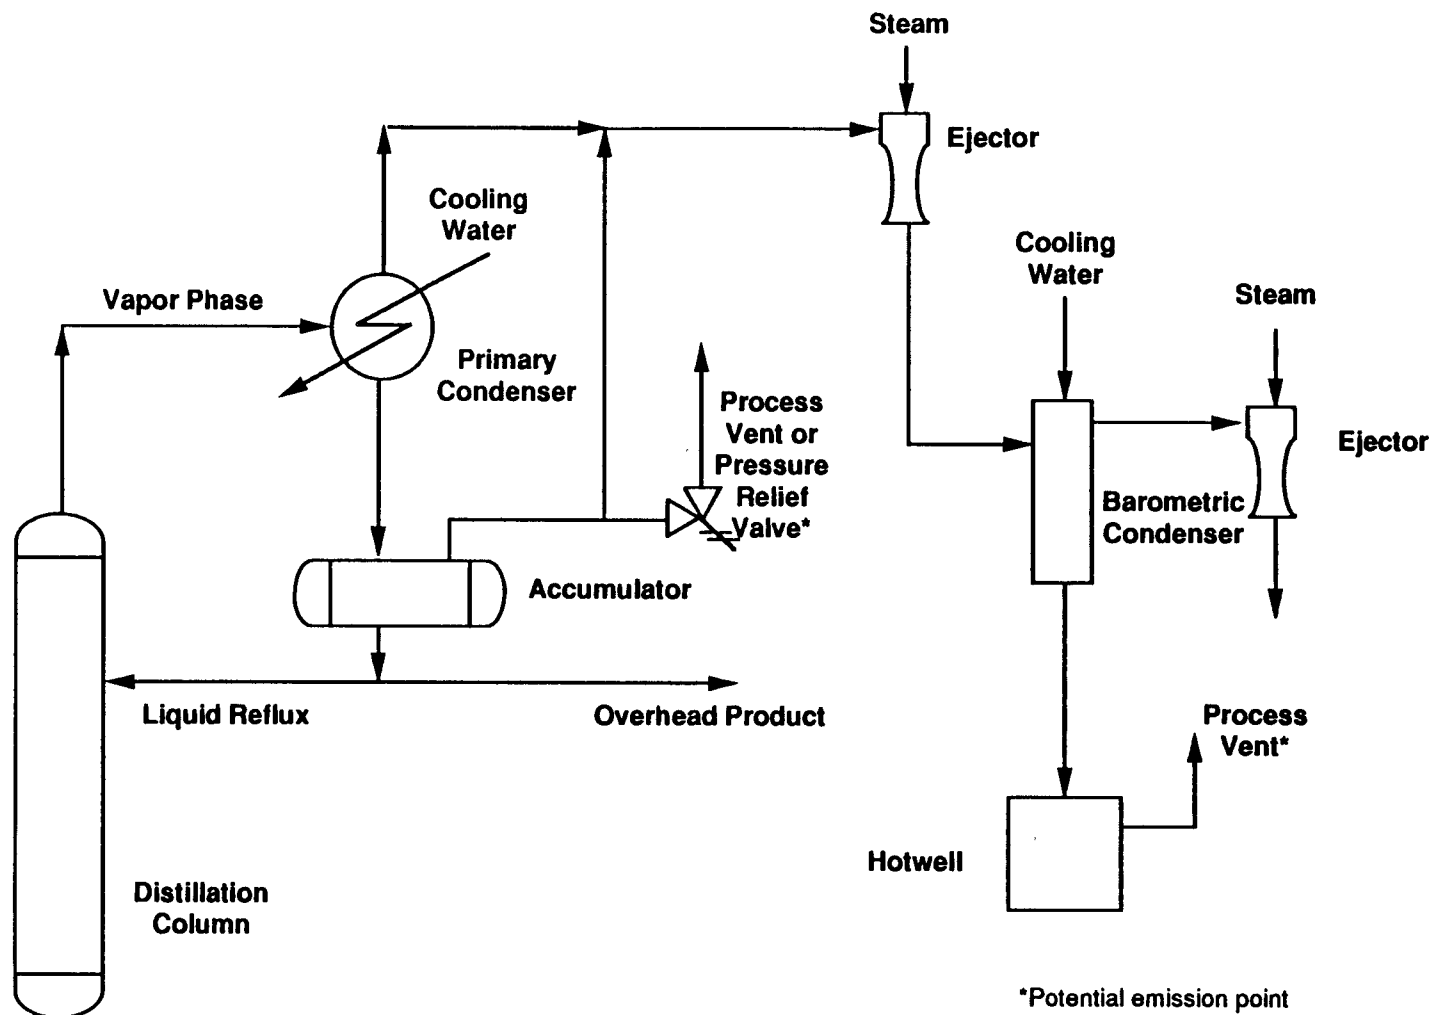 Steam
Ejector
Cooling
Water
Vapor Phase
Primary
Condenser
Process
Vent or
Pressure
Relief
Valve*
Cooling
Water
Steam
Ejector
Barometric
Condenser
Accumulator
Liquid Reflux
Overhead Product
Process
Vent*
Hotwell
Distillation
Column
*Potential emission point